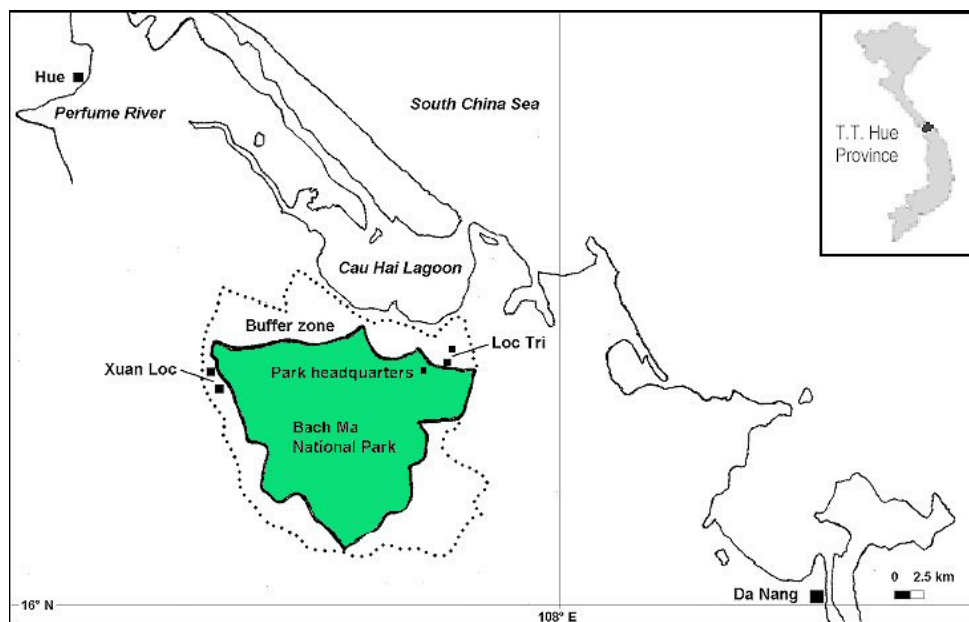 Hue
Perfume River
South China Sea
T.T. Hue
Province
Cau Hai Lagoon
Buffer zone
Loc Tri
Xuan Loc
Park headquarters
Bach Ma
National Park
0 2.5 km
Da Nang
16° N
108° E